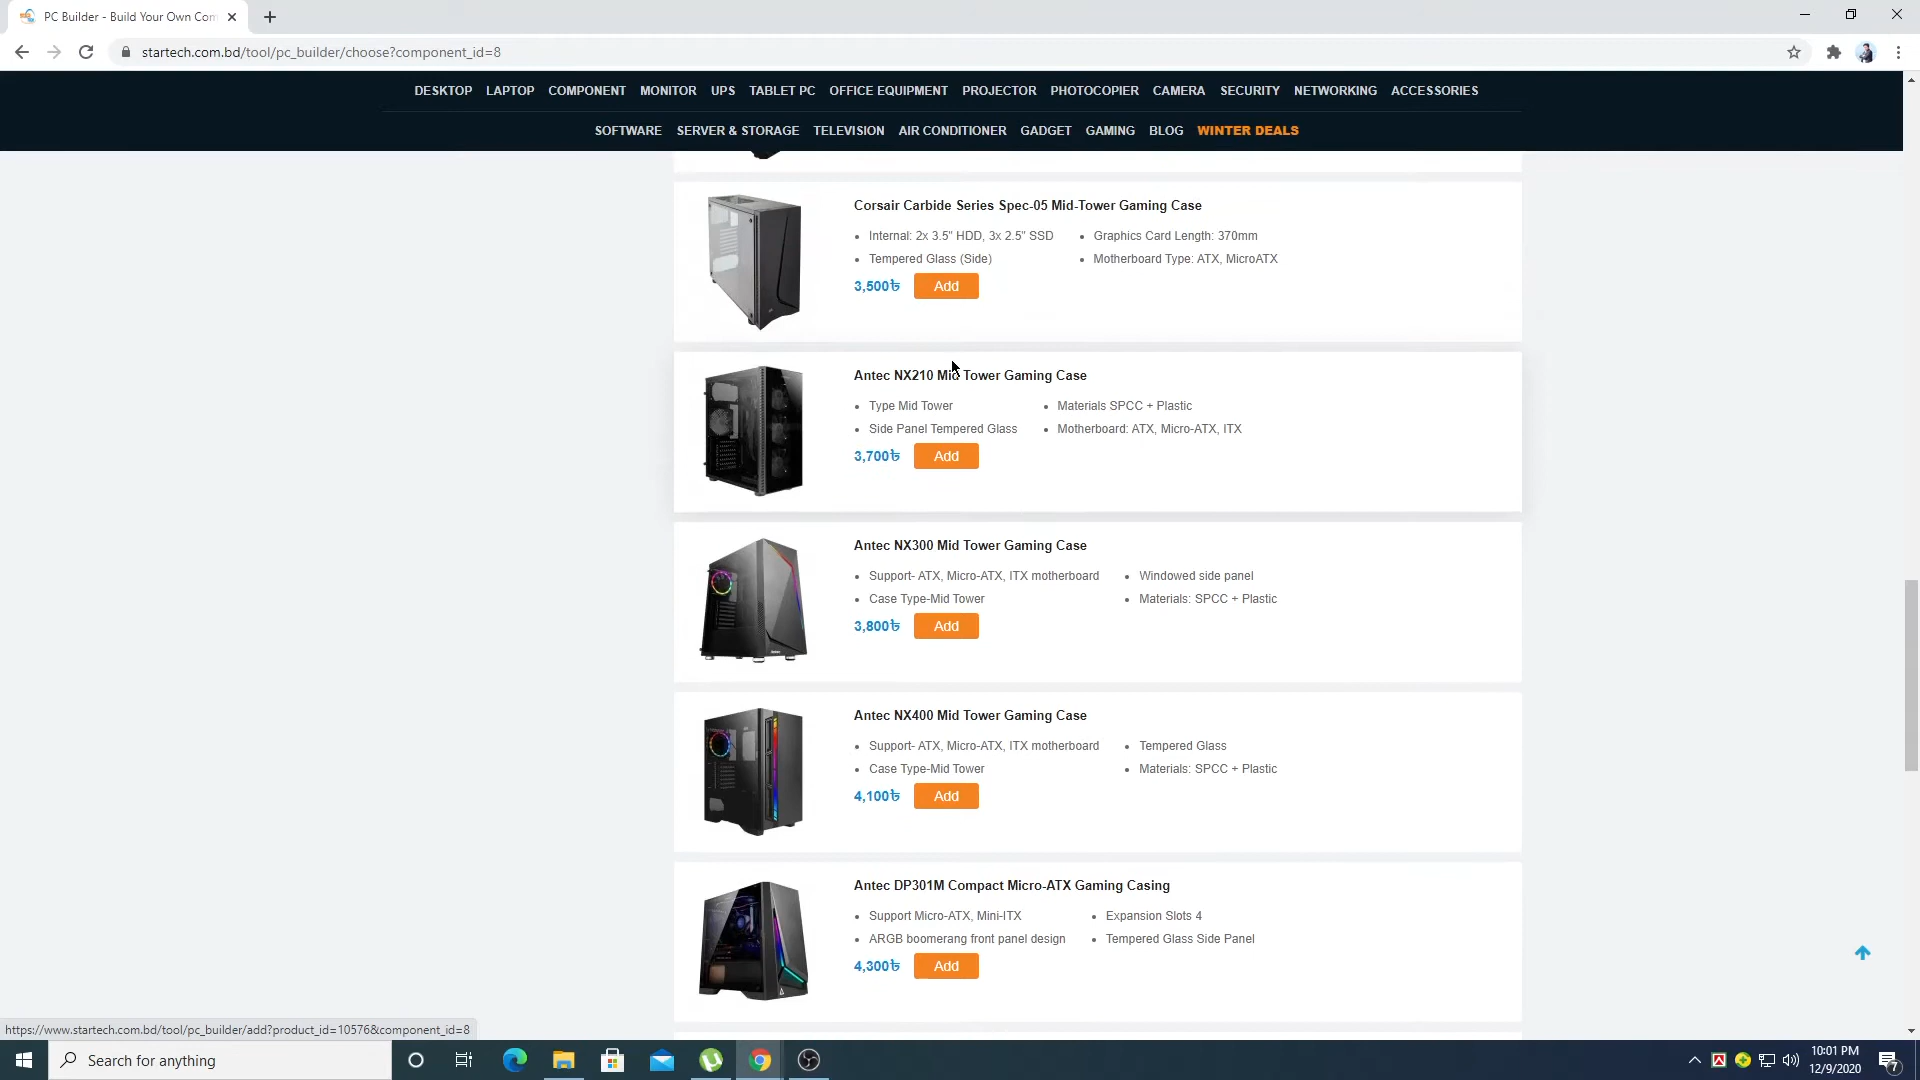 PC Builder - Build Your Own Com
startech.com.bd/tool/pc_builder/choose?component_id=8
DESKTOP LAPTOP COMPONENT MONITOR UPS TABLET PC OFFICE EQUIPMENT PROJECTOR PHOTOCOPIER CAMERA SECURITY NETWORKING ACCESSORIES
SOFTWARE SERVER & STORAGE TELEVISION AIR CONDITIONER GADGET GAMING BLOG WINTER DEALS
Corsair Carbide Series Spec-05 Mid-Tower Gaming Case
Internal: 2x 3.5" HDD, 3x 2.5" SSD Graphics Card Length: 370mm
Tempered Glass (Side) Motherboard Type: ATX, MicroATX
3,500৳ Add
Antec NX210 Mid Tower Gaming Case
Type Mid Tower Materials SPCC + Plastic
Side Panel Tempered Glass Motherboard: ATX, Micro-ATX, ITX
3,700৳ Add
Antec NX300 Mid Tower Gaming Case
Support- ATX, Micro-ATX, ITX motherboard Windowed side panel
Case Type-Mid Tower Materials: SPCC + Plastic
3,800৳ Add
Antec NX400 Mid Tower Gaming Case
Support- ATX, Micro-ATX, ITX motherboard Tempered Glass
Case Type-Mid Tower Materials: SPCC + Plastic
4,100৳ Add
Antec DP301M Compact Micro-ATX Gaming Casing
Support Micro-ATX, Mini-ITX Expansion Slots 4
ARGB boomerang front panel design Tempered Glass Side Panel
4,300৳ Add
https://www.startech.com.bd/tool/pc_builder/add?product_id=10576&component_id=8
Search for anything
10:01 PM
12/9/2020
7